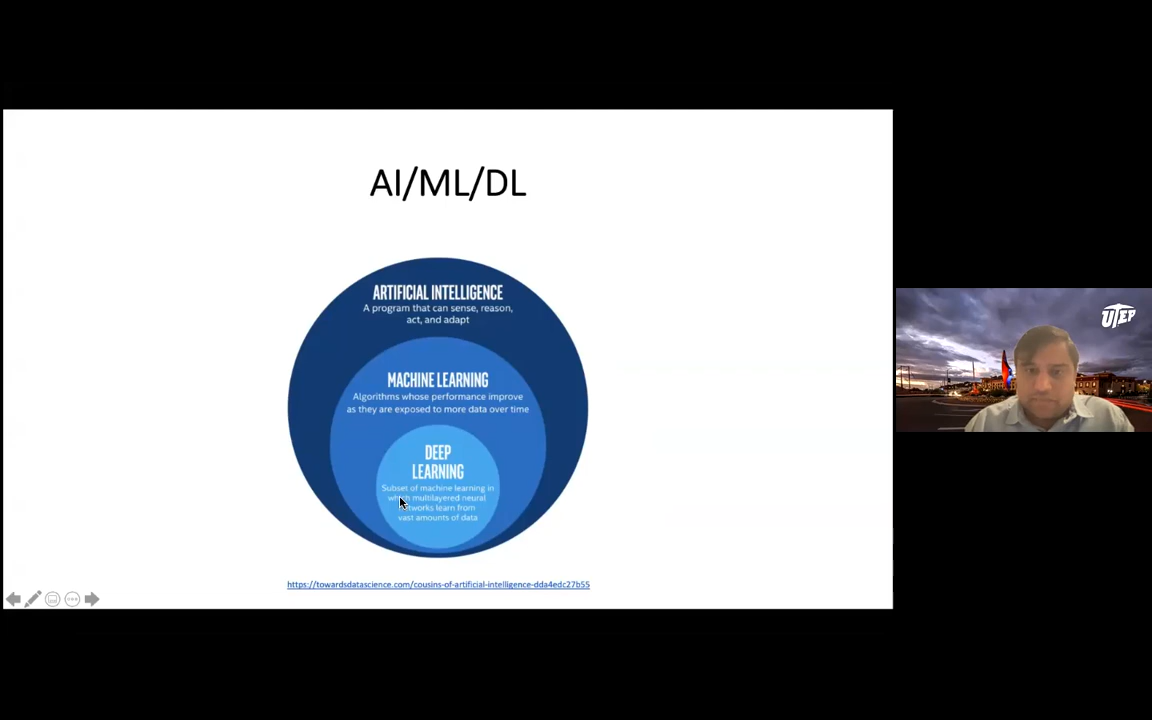 AI/ML/DL
ARTIFICIAL INTELLIGENCE
A program that can sense, reason,
act, and adapt
MACHINE LEARNING
Algorithms whose performance improve
as they are exposed to more data over time
DEEP
LEARNING
Subset of machine learning in
which multilayered neural
networks learn from
vast amounts of data
https://towardsdatascience.com/cousins-of-artificial-intelligence-dda4edc27b55
UTEP